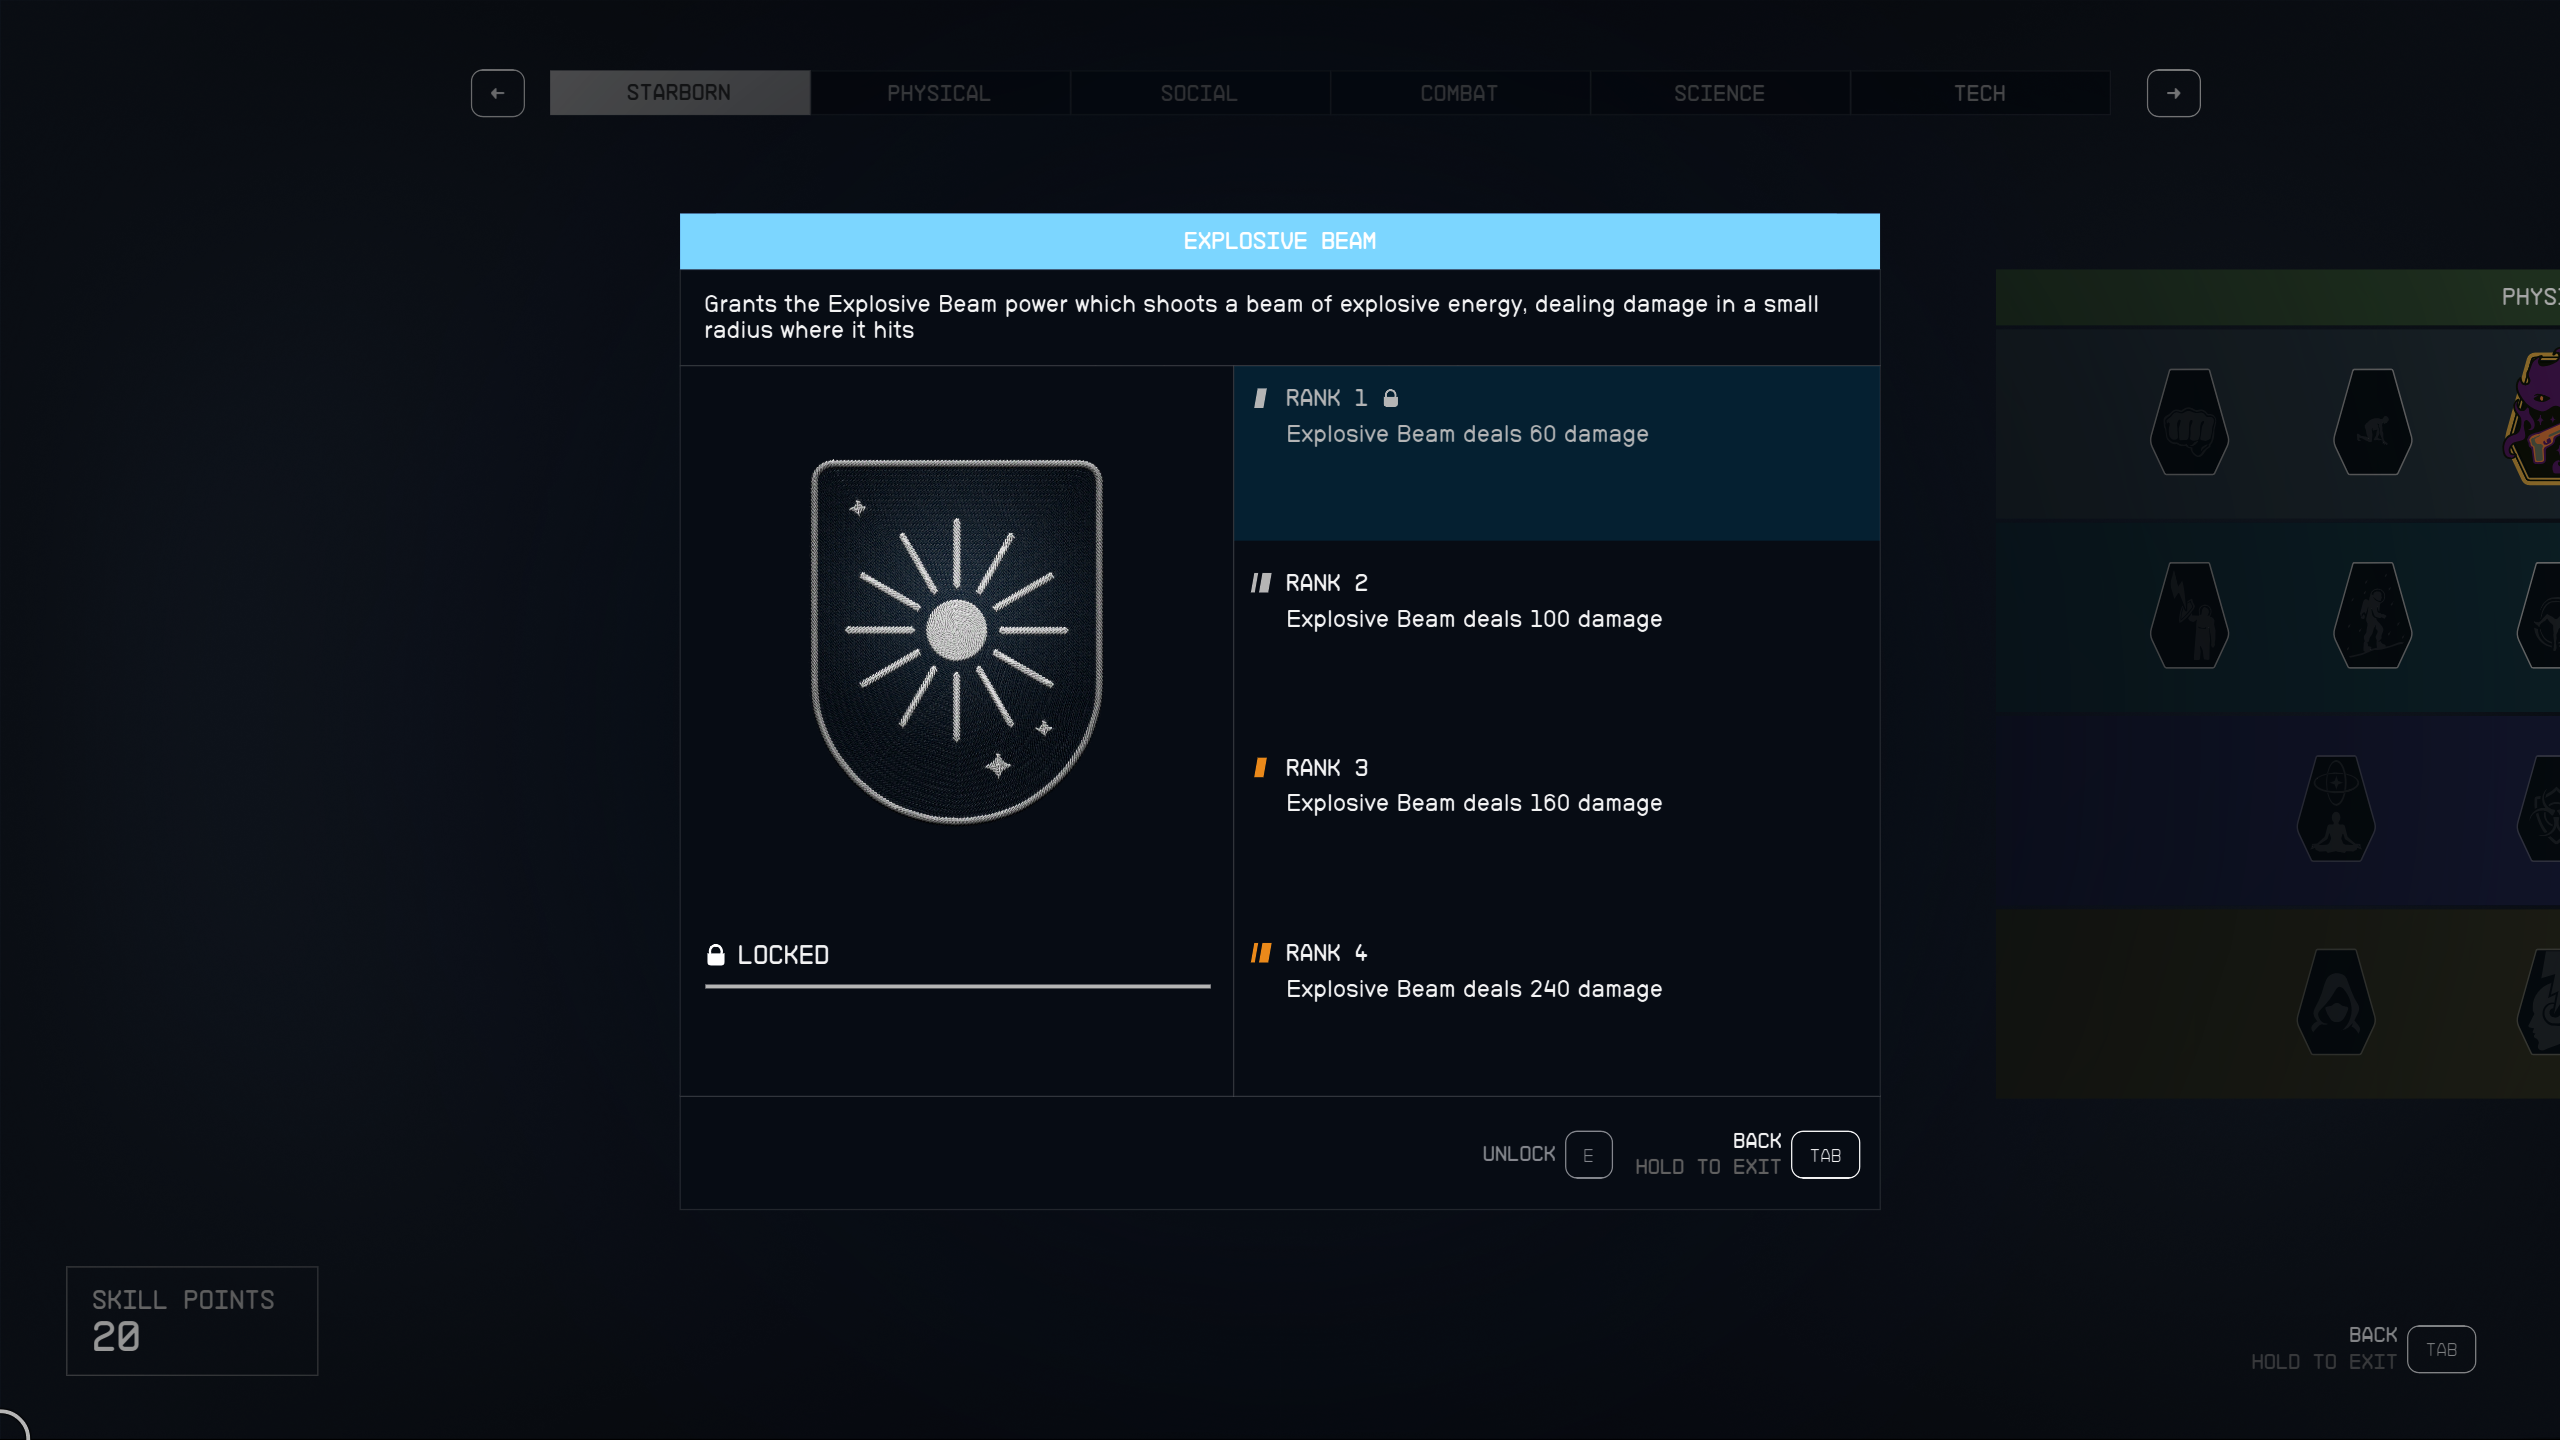 STARBORN
PHYSICAL
SOCIAL
COMBAT
SCIENCE
TECH
EXPLOSIVE BEAM
Grants the Explosive Beam power which shoots a beam of explosive energy, dealing damage in a small
radius where it hits
RANK 1
Explosive Beam deals 60 damage
RANK 2
Explosive Beam deals 100 damage
RANK 3
Explosive Beam deals 160 damage
RANK 4
Explosive Beam deals 240 damage
LOCKED
UNLOCK E
BACK
HOLD TO EXIT TAB
PHYSI
SKILL POINTS
20
BACK
HOLD TO EXIT TAB